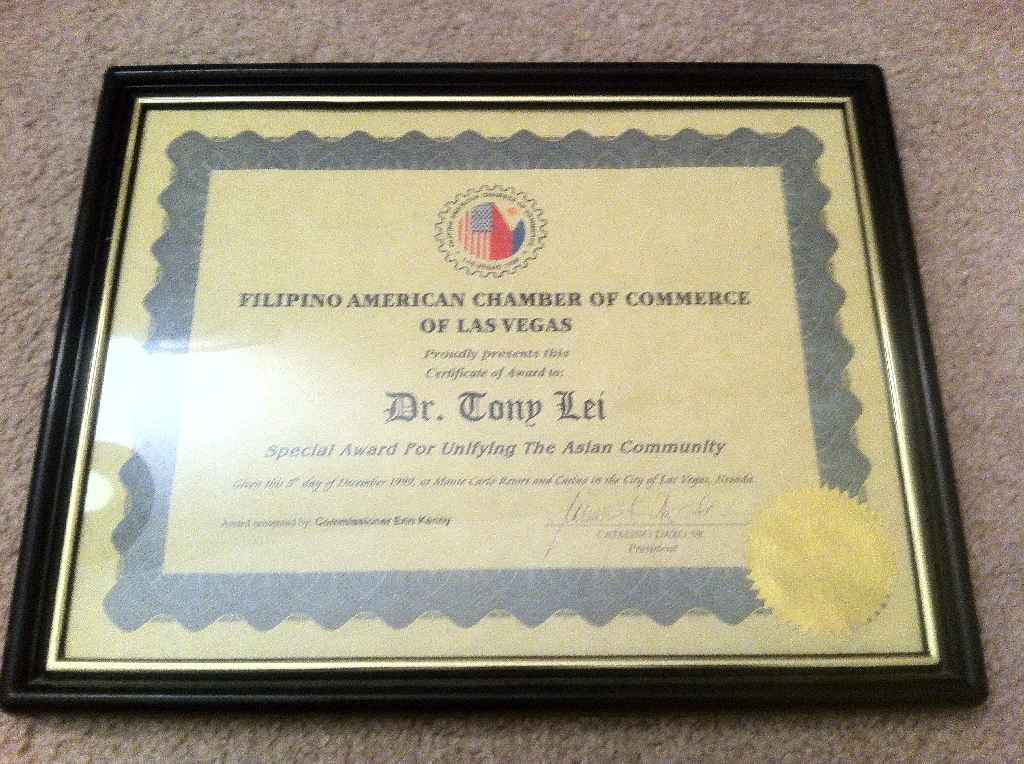 FILIPINO AMERICAN CHAMBER OF COMMERCE
OF LAS VEGAS
Proudly presents this
Certificate of Award to:
Dr. Tony Lei
Special Award For Unifying The Asian Community
Given this 5th day of December 1999, at Monte Carlo Resort and Casino in the City of Las Vegas, Nevada.
Award presented by: Commissioner Erin Kenny
President